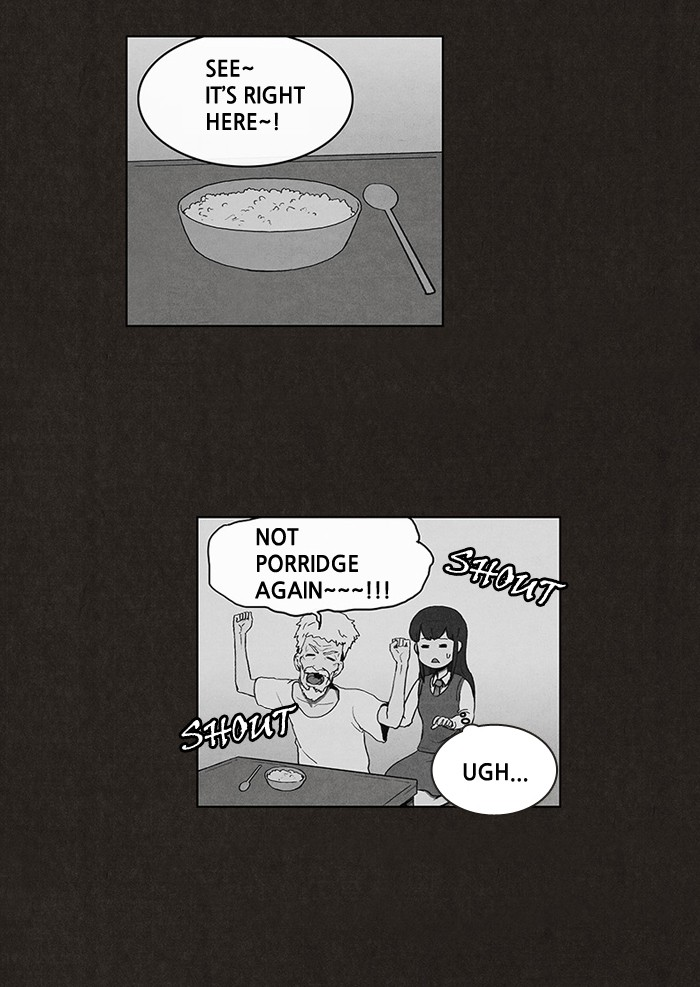 SEE~
IT'S RIGHT
HERE~!
NOT
PORRIDGE
AGAIN~~~!!!
SHOUT
SHOUT
UGH...